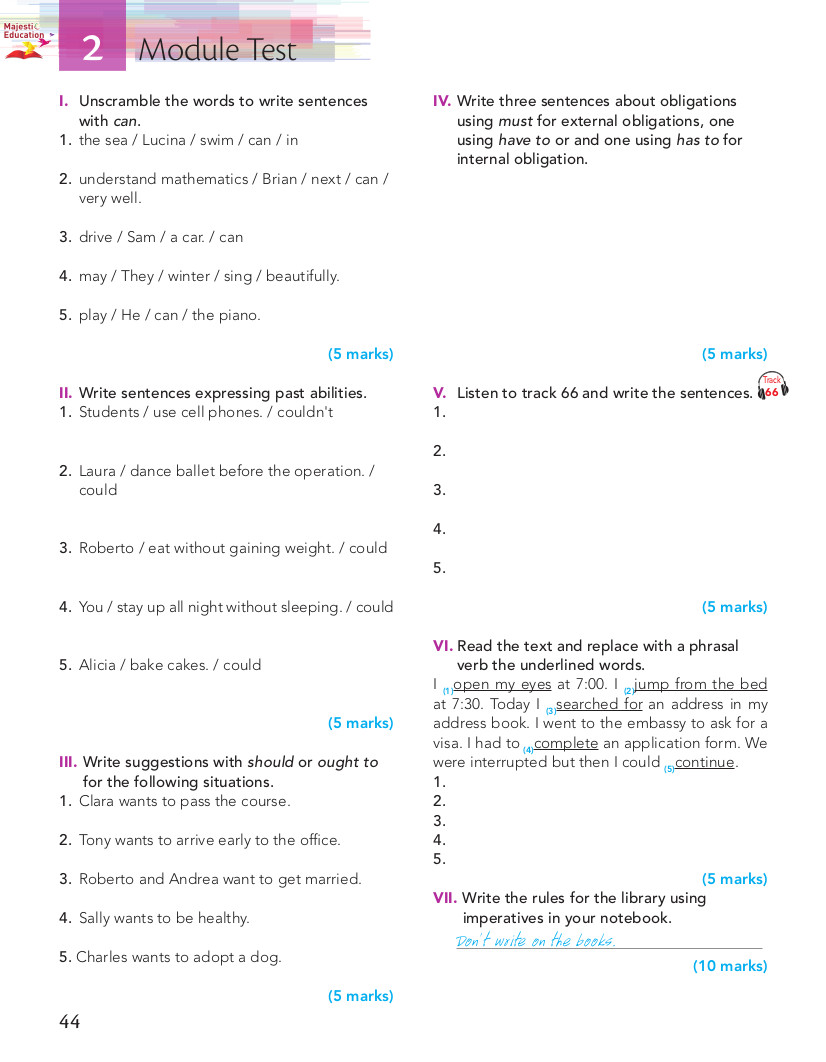 Majestic
Education
2
Module Test
I. Unscramble the words to write sentences
with can.
1. the sea / Lucina / swim / can / in
2. understand mathematics / Brian / next / can /
very well.
3. drive / Sam / a car. / can
4. may / They / winter / sing / beautifully.
5. play / He / can / the piano.
(5 marks)
II. Write sentences expressing past abilities.
1. Students / use cell phones. / couldn't
2. Laura / dance ballet before the operation. /
could
3. Roberto / eat without gaining weight. / could
4. You / stay up all night without sleeping. / could
5. Alicia / bake cakes. / could
(5 marks)
III. Write suggestions with should or ought to
for the following situations.
1. Clara wants to pass the course.
2. Tony wants to arrive early to the office.
3. Roberto and Andrea want to get married.
4. Sally wants to be healthy.
5. Charles wants to adopt a dog.
(5 marks)
44
IV. Write three sentences about obligations
using must for external obligations, one
using have to or and one using has to for
internal obligation.
(5 marks)
V. Listen to track 66 and write the sentences.
Track
66
1.
2.
3.
4.
5.
(5 marks)
VI. Read the text and replace with a phrasal
verb the underlined words.
I (1)open my eyes at 7:00. I (2)jump from the bed
at 7:30. Today I (3)searched for an address in my
address book. I went to the embassy to ask for a
visa. I had to (4)complete an application form. We
were interrupted but then I could (5)continue.
1.
2.
3.
4.
5.
(5 marks)
VII. Write the rules for the library using
imperatives in your notebook.
Don't write on the books.
(10 marks)